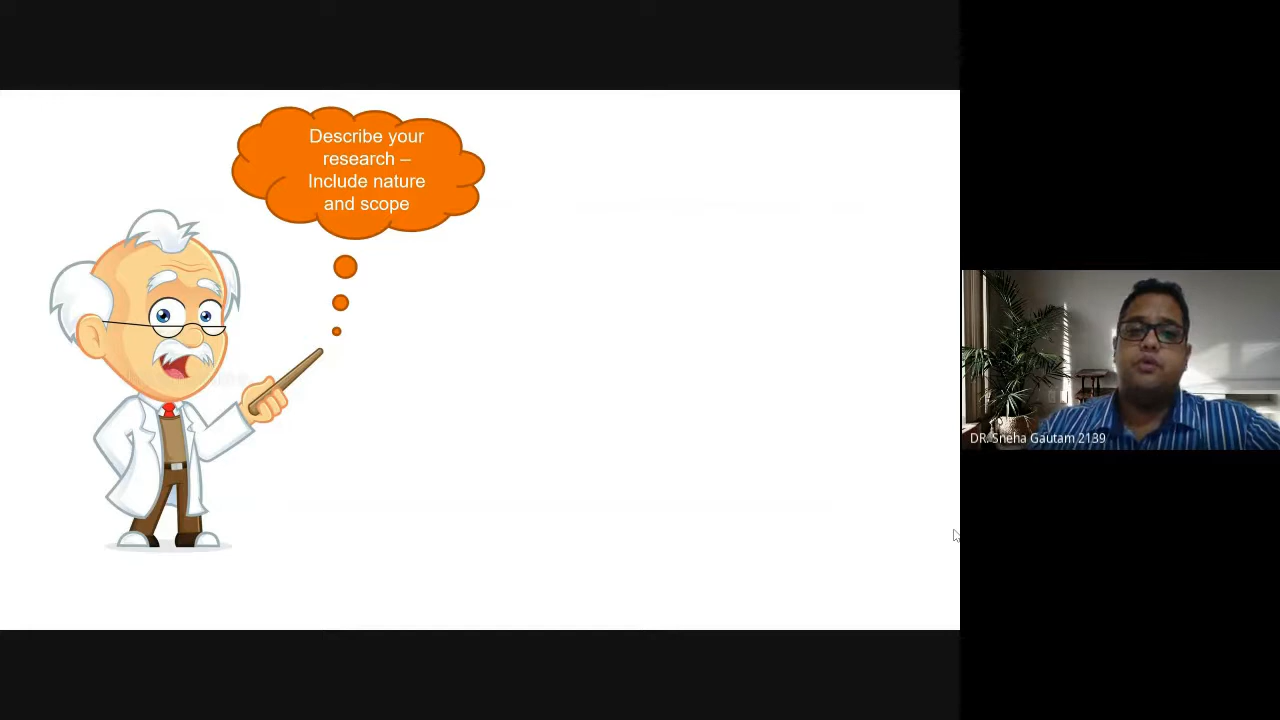 Describe your
research –
Include nature
and scope
DR. Sneha Gautam 2139